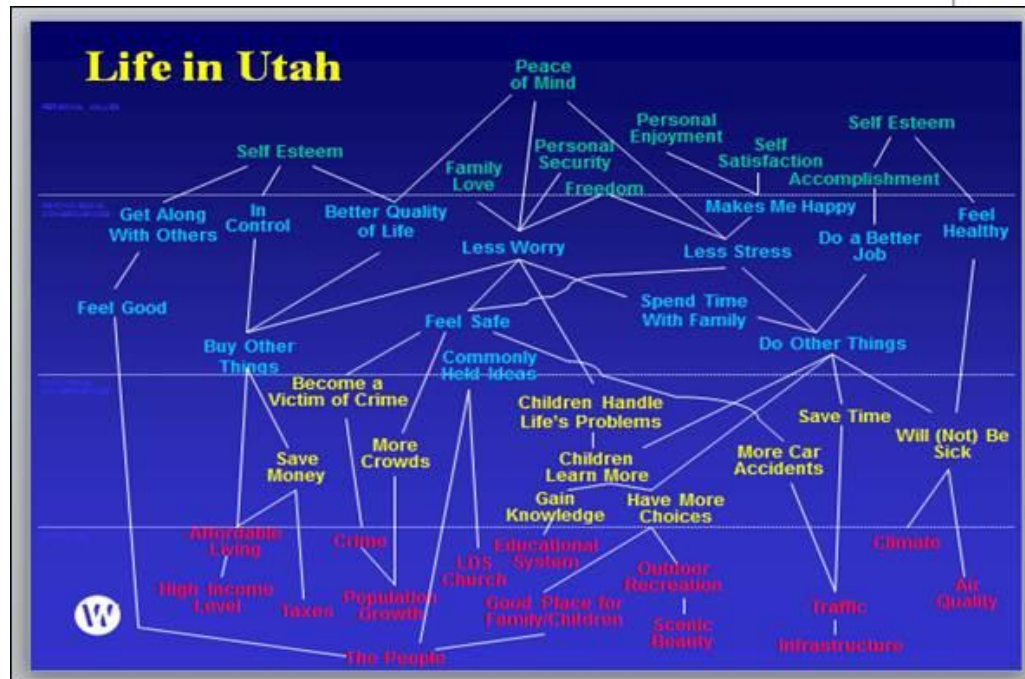 Life in Utah
Peace
of Mind
Personal
Enjoyment
Self Esteem
Self Esteem
Personal
Security
Self
Satisfaction
Family
Love
Freedom
Accomplishment
Get Along
With Others
In
Control
Better Quality
of Life
Makes Me Happy
Feel
Healthy
Less Worry
Less Stress
Do a Better
Job
Feel Good
Feel Safe
Spend Time
With Family
Buy Other
Things
Commonly
Held Ideas
Do Other Things
Become a
Victim of Crime
Children Handle
Life's Problems
Save Time
Save
Money
More
Crowds
Children
Learn More
More Car
Accidents
Will (Not) Be
Sick
Gain
Knowledge
Have More
Choices
Affordable
Living
Crime
Educational
System
Climate
LDS
Church
Outdoor
Recreation
High Income
Level
Taxes
Population
Growth
Good Place for
Family/Children
Scenic
Beauty
Traffic
Air
Quality
Infrastructure
The People
W